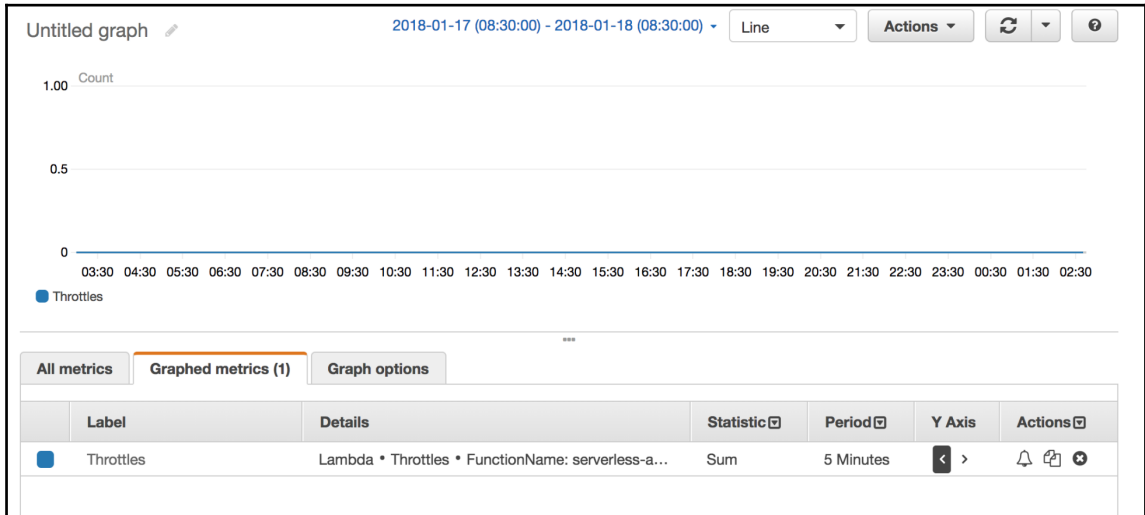 Untitled graph 2018-01-17 (08:30:00) - 2018-01-18 (08:30:00) Line Actions
Count
1.00
0.5
0
03:30 04:30 05:30 06:30 07:30 08:30 09:30 10:30 11:30 12:30 13:30 14:30 15:30 16:30 17:30 18:30 19:30 20:30 21:30 22:30 23:30 00:30 01:30 02:30
Throttles
All metrics Graphed metrics (1) Graph options
Label Details Statistic Period Y Axis Actions
Throttles Lambda • Throttles • FunctionName: serverless-a... Sum 5 Minutes < >